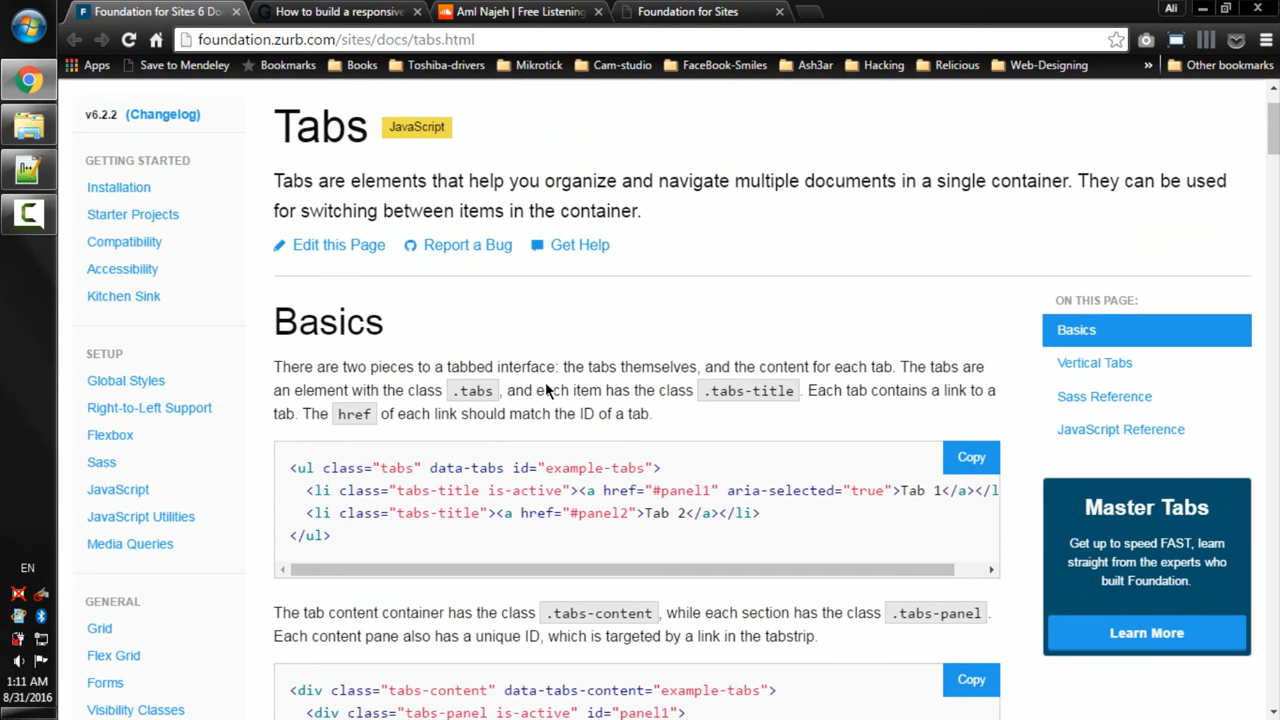 Foundation for Sites 6 Do
How to build a responsive
Aml Najeh | Free Listening
Foundation for Sites
Ali
foundation.zurb.com/sites/docs/tabs.html
Apps
Save to Mendeley
Bookmarks
Books
Toshiba-drivers
Mikrotick
Cam-studio
FaceBook-Smiles
Ash3ar
Hacking
Relicious
Web-Designing
»
Other bookmarks
v6.2.2 (Changelog)
GETTING STARTED
Installation
Starter Projects
Compatibility
Accessibility
Kitchen Sink
SETUP
Global Styles
Right-to-Left Support
Flexbox
Sass
JavaScript
JavaScript Utilities
Media Queries
GENERAL
Grid
Flex Grid
Forms
Visibility Classes
Tabs JavaScript
Tabs are elements that help you organize and navigate multiple documents in a single container. They can be used
for switching between items in the container.
Edit this Page Report a Bug Get Help
Basics
There are two pieces to a tabbed interface: the tabs themselves, and the content for each tab. The tabs are
an element with the class .tabs, and each item has the class .tabs-title. Each tab contains a link to a
tab. The href of each link should match the ID of a tab.
Copy
<ul class="tabs" data-tabs id="example-tabs">
<li class="tabs-title is-active"><a href="#panel1" aria-selected="true">Tab 1</a></l
<li class="tabs-title"><a href="#panel2">Tab 2</a></li>
</ul>
The tab content container has the class .tabs-content, while each section has the class .tabs-panel.
Each content pane also has a unique ID, which is targeted by a link in the tabstrip.
Copy
<div class="tabs-content" data-tabs-content="example-tabs">
<div class="tabs-panel is-active" id="panel1">
ON THIS PAGE:
Basics
Vertical Tabs
Sass Reference
JavaScript Reference
Master Tabs
Get up to speed FAST, learn
straight from the experts who
built Foundation.
Learn More
EN
1:11 AM
8/31/2016